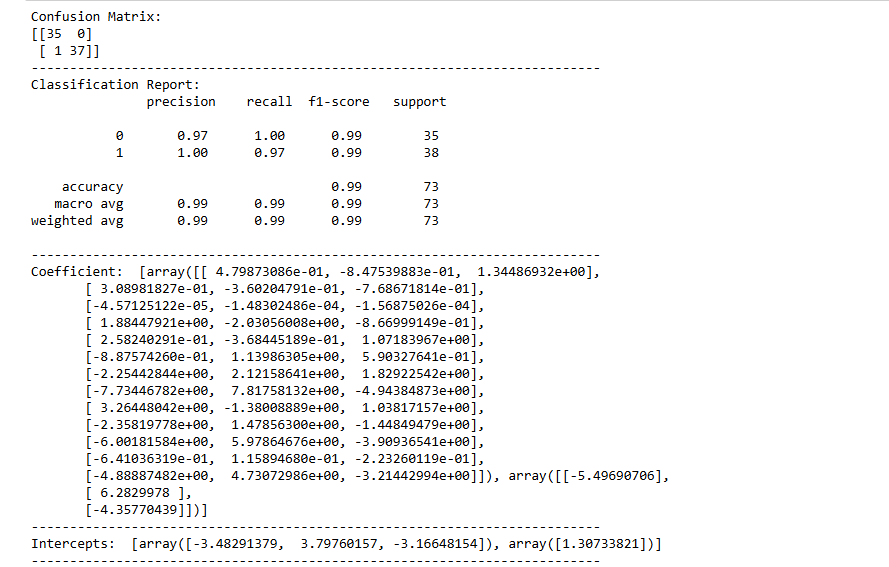 Confusion Matrix:
[[35  0]
 [ 1 37]]
--------------------------------------------------------------------------
Classification Report:
               precision    recall  f1-score   support

           0       0.97      1.00      0.99        35
           1       1.00      0.97      0.99        38

    accuracy                           0.99        73
   macro avg       0.99      0.99      0.99        73
weighted avg       0.99      0.99      0.99        73

--------------------------------------------------------------------------
Coefficient:  [array([[ 4.79873086e-01, -8.47539883e-01,  1.34486932e+00],
       [ 3.08981827e-01, -3.60204791e-01, -7.68671814e-01],
       [-4.57125122e-05, -1.48302486e-04, -1.56875026e-04],
       [ 1.88447921e+00, -2.03056008e+00, -8.66999149e-01],
       [ 2.58240291e-01, -3.68445189e-01,  1.07183967e+00],
       [-8.87574260e-01,  1.13986305e+00,  5.90327641e-01],
       [-2.25442844e+00,  2.12158641e+00,  1.82922542e+00],
       [-7.73446782e+00,  7.81758132e+00, -4.94384873e+00],
       [ 3.26448042e+00, -1.38008889e+00,  1.03817157e+00],
       [-2.35819778e+00,  1.47856300e+00, -1.44849479e+00],
       [-6.00181584e+00,  5.97864676e+00, -3.90936541e+00],
       [-6.41036319e-01,  1.15894680e-01, -2.23260119e-01],
       [-4.88887482e+00,  4.73072986e+00, -3.21442994e+00]]), array([[-5.49690706],
       [ 6.2829978 ],
       [-4.35770439]])]
--------------------------------------------------------------------------
Intercepts:  [array([-3.48291379,  3.79760157, -3.16648154]), array([1.30733821])]
--------------------------------------------------------------------------